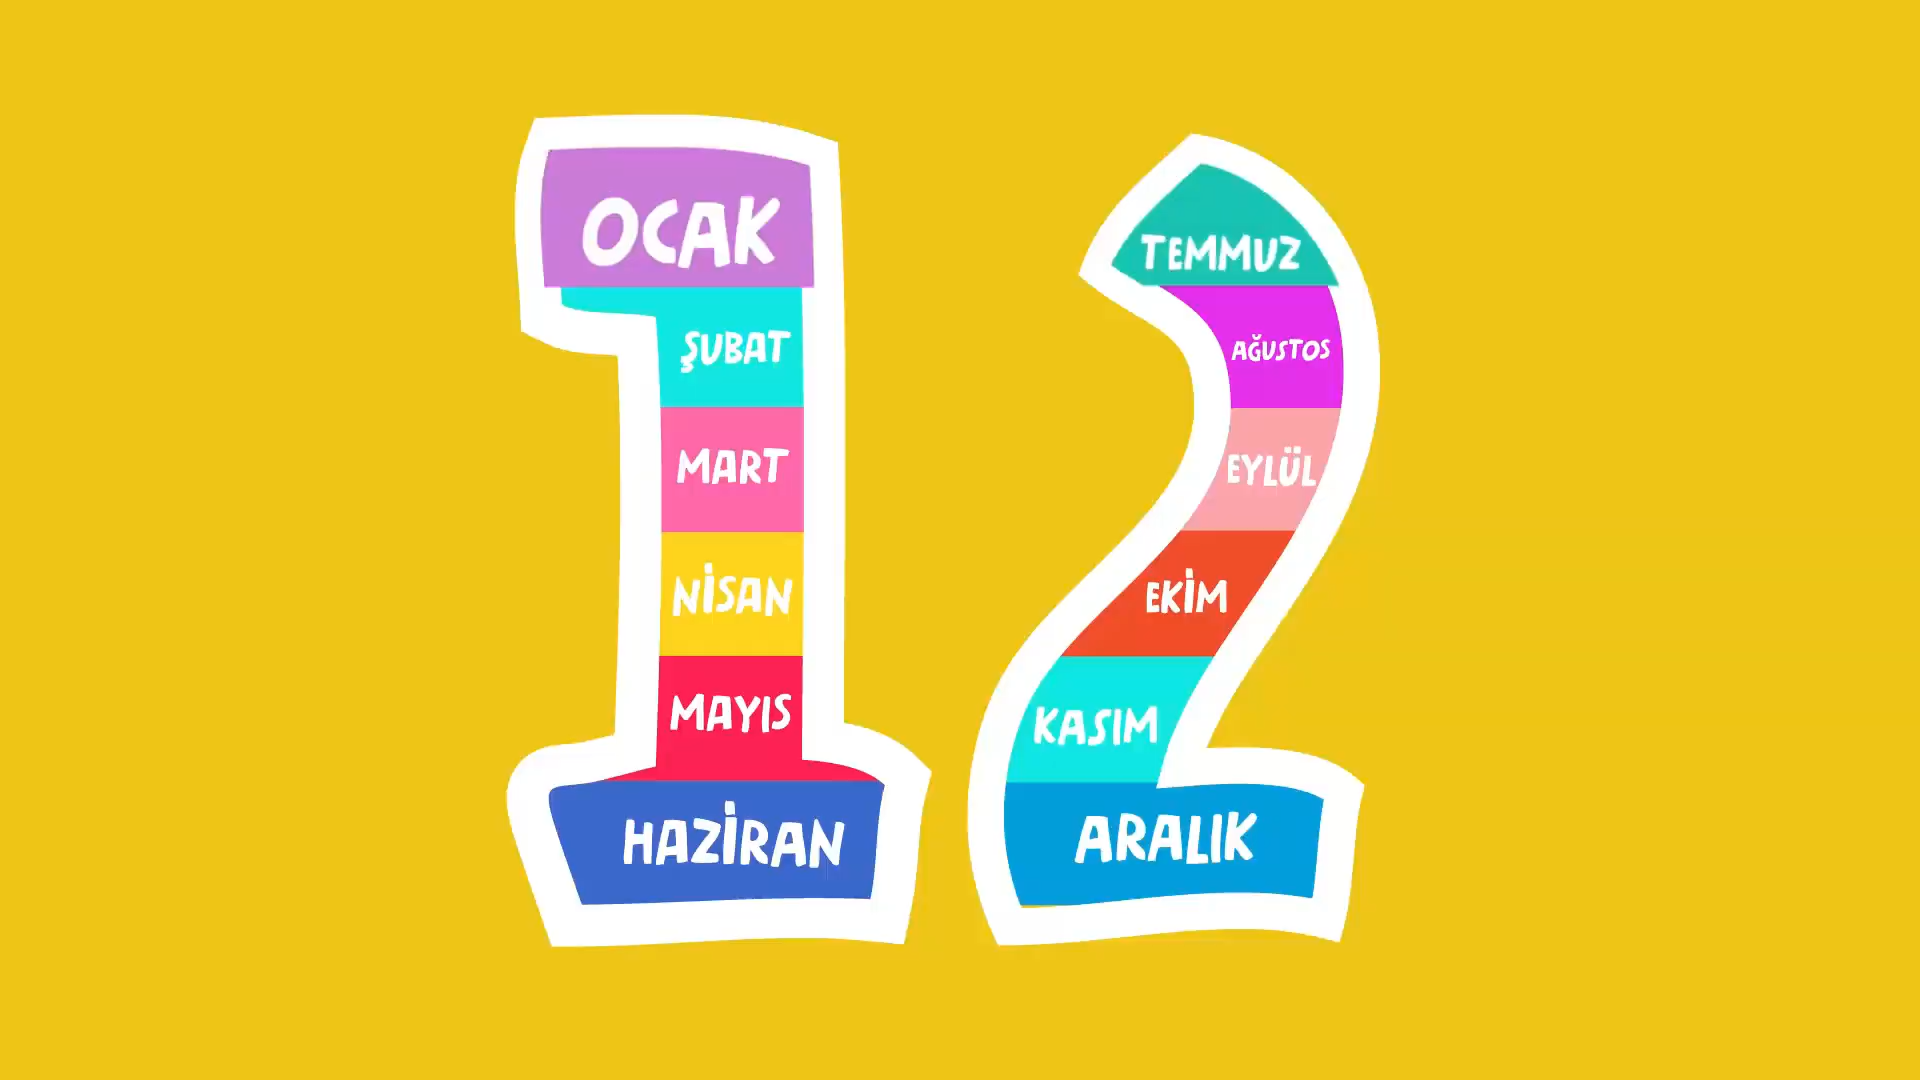 OCAK
ŞUBAT
MART
NİSAN
MAYIS
HAZİRAN
TEMMUZ
AĞUSTOS
EYLÜL
EKİM
KASIM
ARALIK